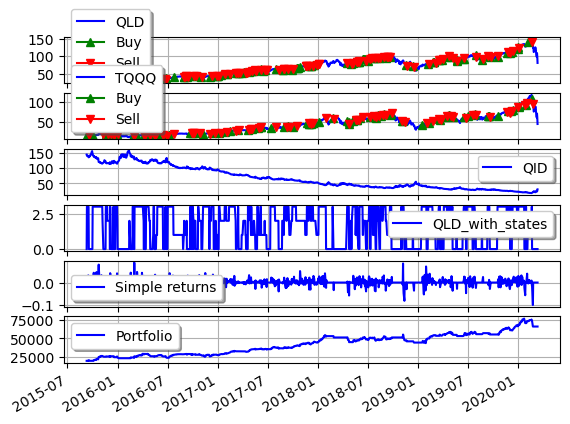 QLD
Buy
Sell
150
100
50
TQQQ
Buy
Sell
100
50
150
100
50
QID
2.5
0.0
QLD_with_states
0.0
−0.1
Simple returns
75000
50000
25000
Portfolio
2015-07 2016-01 2016-07 2017-01 2017-07 2018-01 2018-07 2019-01 2019-07 2020-01